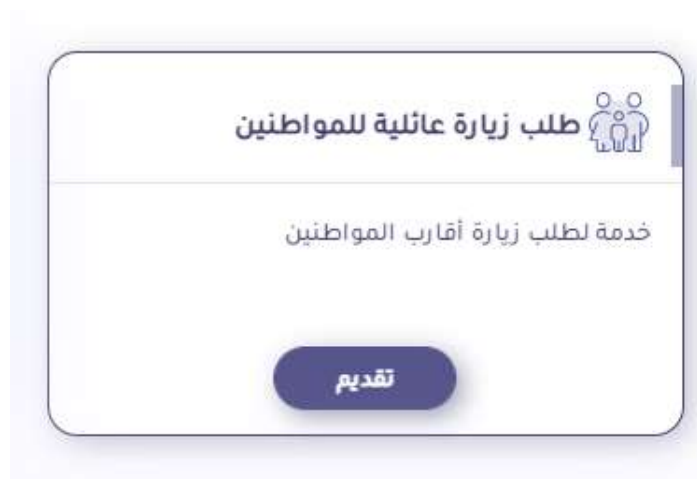 طلب زيارة عائلية للمواطنين
خدمة لطلب زيارة أقارب المواطنين
تقديم